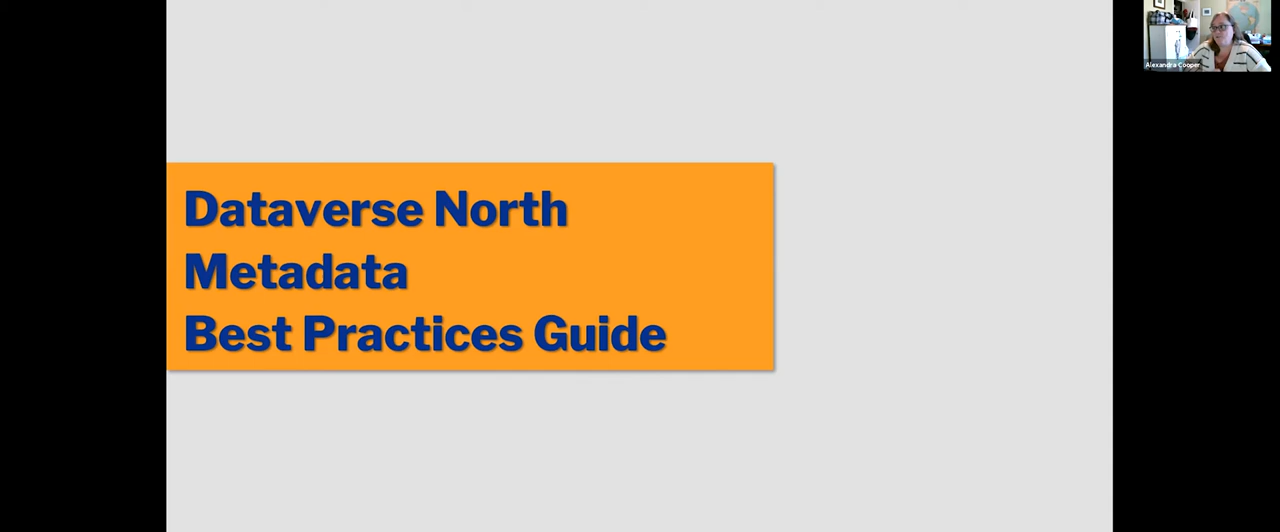 Dataverse North
Metadata
Best Practices Guide
Alexandra Cooper